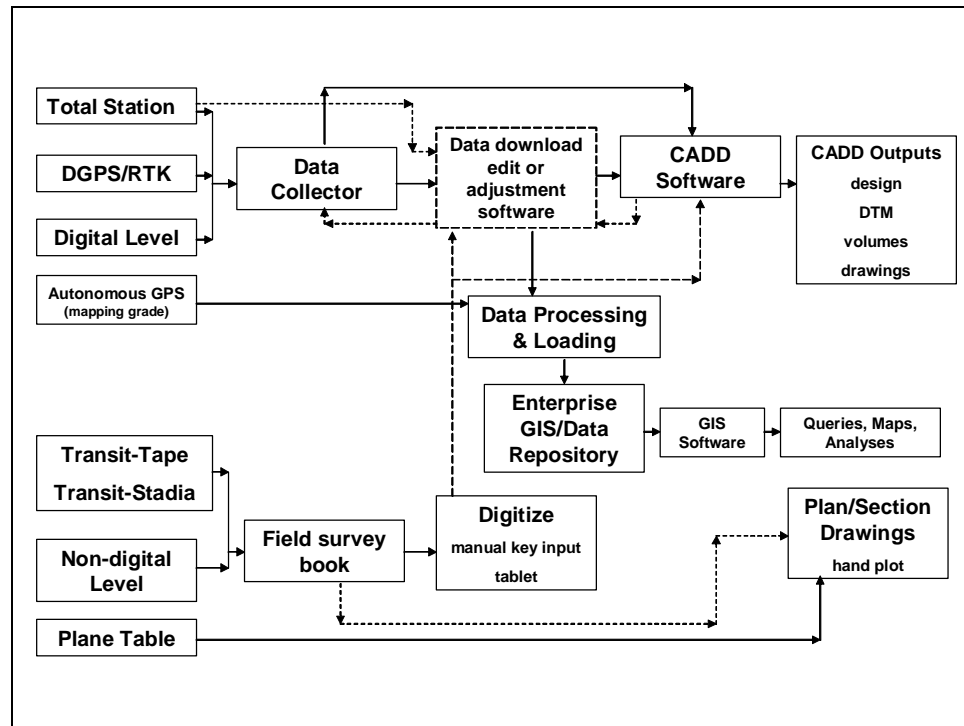 Total Station
DGPS/RTK
Digital Level
Autonomous GPS
(mapping grade)
Data
Collector
Data download
edit or
adjustment
software
CADD
Software
CADD Outputs
design
DTM
volumes
drawings
Data Processing
& Loading
Enterprise
GIS/Data
Repository
GIS
Software
Queries, Maps,
Analyses
Transit-Tape
Transit-Stadia
Non-digital
Level
Plane Table
Field survey
book
Digitize
manual key input
tablet
Plan/Section
Drawings
hand plot